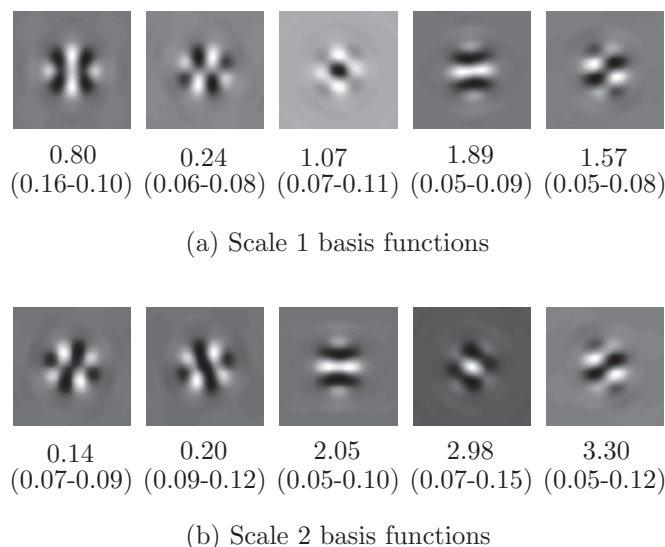 0.80 0.24 1.07 1.89 1.57
(0.16-0.10) (0.06-0.08) (0.07-0.11) (0.05-0.09) (0.05-0.08)
(a) Scale 1 basis functions
0.14 0.20 2.05 2.98 3.30
(0.07-0.09) (0.09-0.12) (0.05-0.10) (0.07-0.15) (0.05-0.12)
(b) Scale 2 basis functions